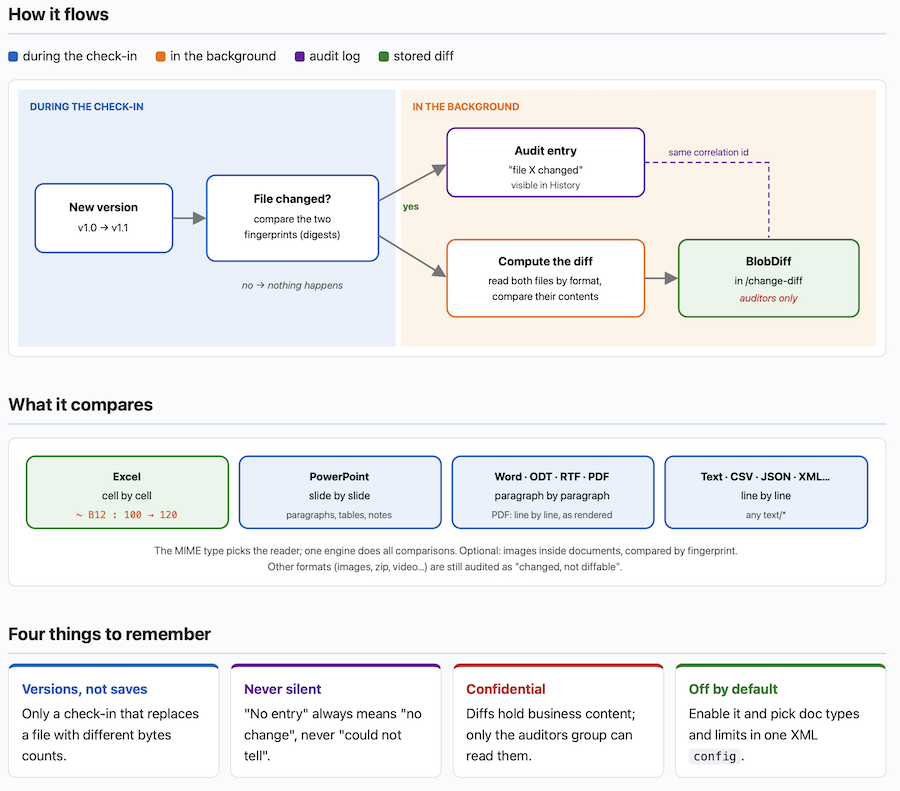 How it flows
during the check-in
in the background
audit log
stored diff
DURING THE CHECK-IN
New version
v1.0 → v1.1
File changed?
compare the two
fingerprints (digests)
no → nothing happens
yes
IN THE BACKGROUND
Audit entry
"file X changed"
visible in History
same correlation id
Compute the diff
read both files by format,
compare their contents
BlobDiff
in /change-diff
auditors only
What it compares
Excel
cell by cell
~ B12 : 100 → 120
PowerPoint
slide by slide
paragraphs, tables, notes
Word · ODT · RTF · PDF
paragraph by paragraph
PDF: line by line, as rendered
Text · CSV · JSON · XML...
line by line
any text/*
The MIME type picks the reader; one engine does all comparisons. Optional: images inside documents, compared by fingerprint.
Other formats (images, zip, video...) are still audited as "changed, not diffable".
Four things to remember
Versions, not saves
Only a check-in that replaces
a file with different bytes
counts.
Never silent
"No entry" always means "no
change", never "could not
tell".
Confidential
Diffs hold business content;
only the auditors group can
read them.
Off by default
Enable it and pick doc types
and limits in one XML
config.